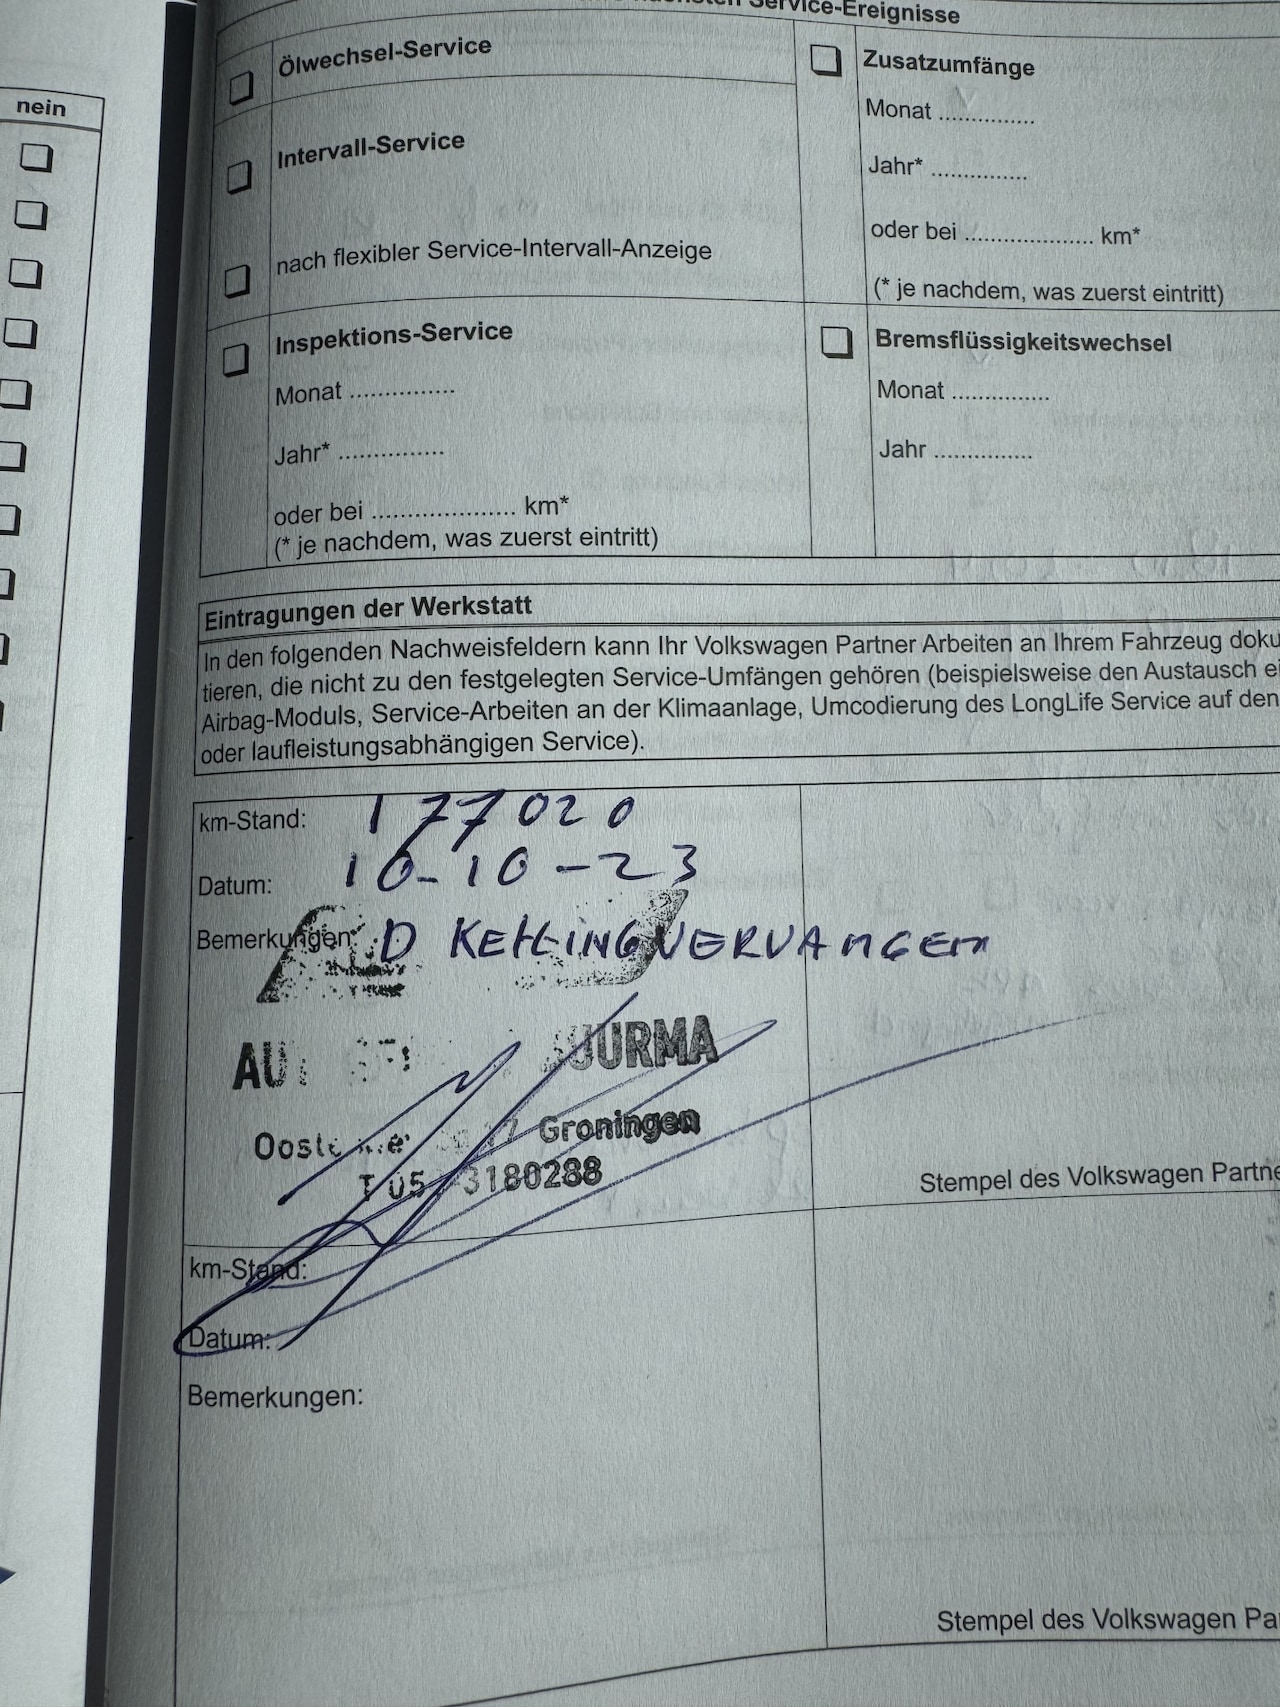 nein
Service-Ereignisse
Ölwechsel-Service
Intervall-Service
nach flexibler Service-Intervall-Anzeige
Zusatzumfänge
Monat ...............
Jahr* ...............
oder bei .................... km*
(* je nachdem, was zuerst eintritt)
Inspektions-Service
Monat ...............
Jahr* ...............
oder bei .................... km*
(* je nachdem, was zuerst eintritt)
Bremsflüssigkeitswechsel
Monat ...............
Jahr ...............
Eintragungen der Werkstatt
In den folgenden Nachweisfeldern kann Ihr Volkswagen Partner Arbeiten an Ihrem Fahrzeug doku
tieren, die nicht zu den festgelegten Service-Umfängen gehören (beispielsweise den Austausch ei
Airbag-Moduls, Service-Arbeiten an der Klimaanlage, Umcodierung des LongLife Service auf den
oder laufleistungsabhängigen Service).
km-Stand: 177020
Datum: 10-10-23
Bemerkungen: D KETTING VERVANGEN
URMA
Groningen
3180288
Stempel des Volkswagen Partne
km-Stand:
Datum:
Bemerkungen:
Stempel des Volkswagen Pa